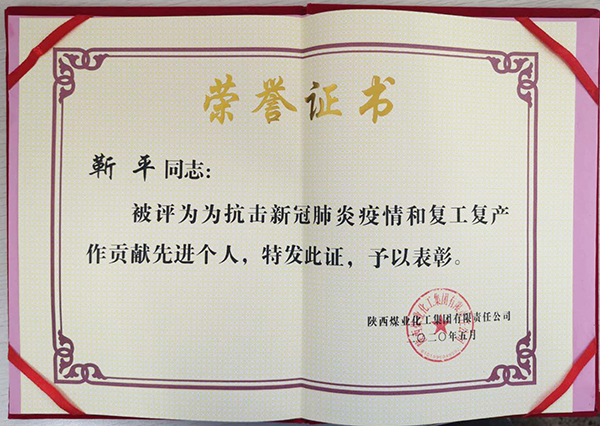 荣誉证书
靳平同志：
被评为为抗击新冠肺炎疫情和复工复产
作贡献先进个人，特发此证，予以表彰。
陕西煤业化工集团有限责任公司
二〇二〇年五月